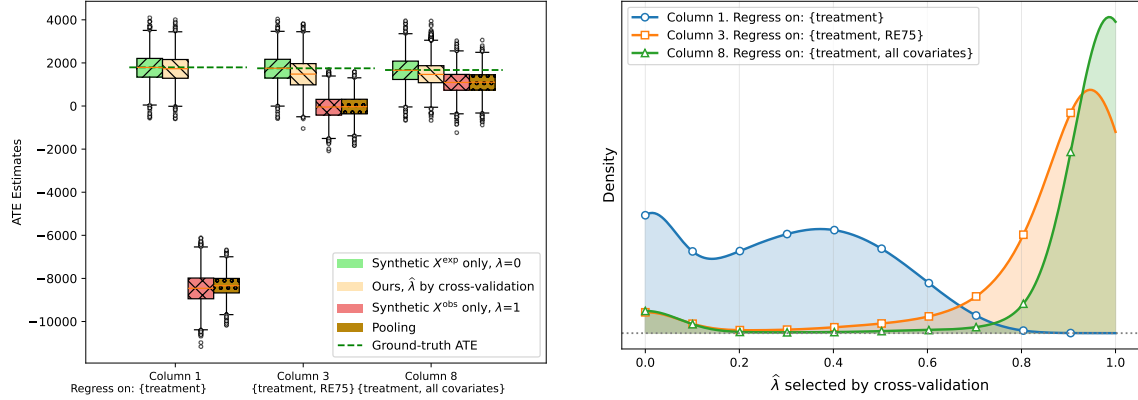 4000
2000
0
−2000
−4000
−6000
−8000
−10000
ATE Estimates
Synthetic X^exp only, λ=0
Ours, λ̂ by cross-validation
Synthetic X^obs only, λ=1
Pooling
Ground-truth ATE
Column 1
Regress on: {treatment}
Column 3
{treatment, RE75}
Column 8
{treatment, all covariates}
Column 1. Regress on: {treatment}
Column 3. Regress on: {treatment, RE75}
Column 8. Regress on: {treatment, all covariates}
Density
0.0 0.2 0.4 0.6 0.8 1.0
λ̂ selected by cross-validation